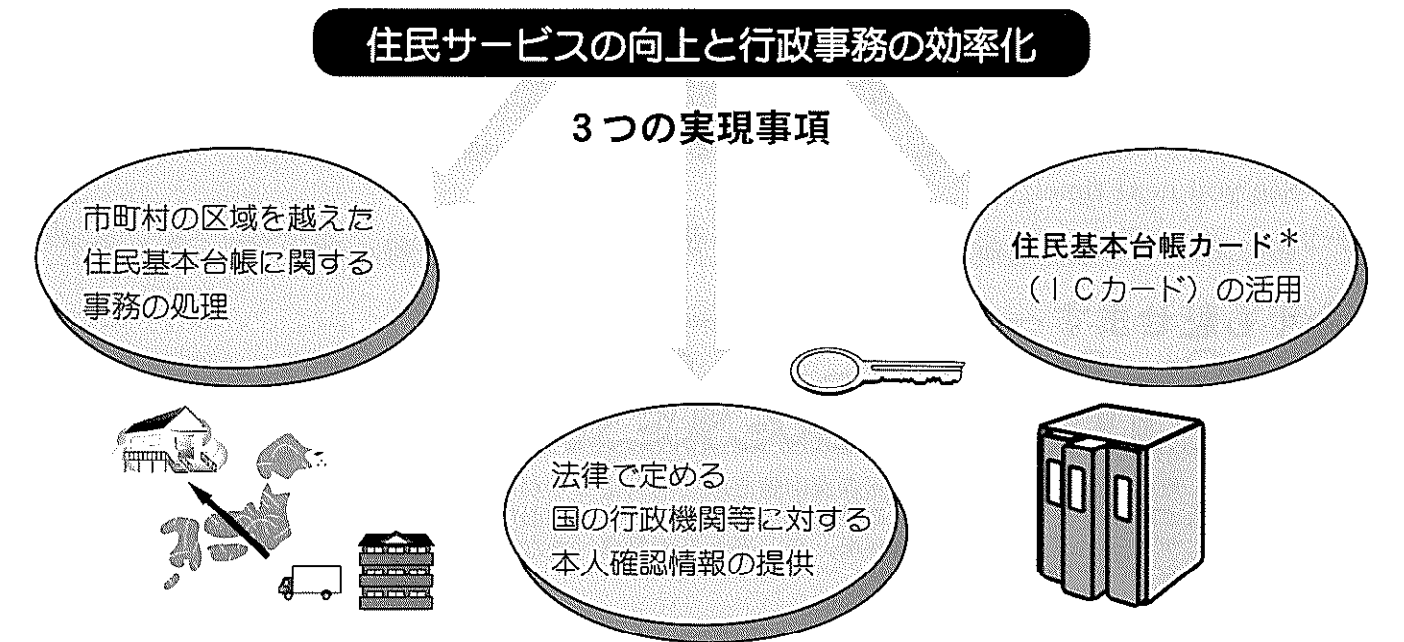 住民サービスの向上と行政事務の効率化
3つの実現事項
市町村の区域を越えた
住民基本台帳に関する
事務の処理
住民基本台帳カード＊
（ＩＣカード）の活用
法律で定める
国の行政機関等に対する
本人確認情報の提供